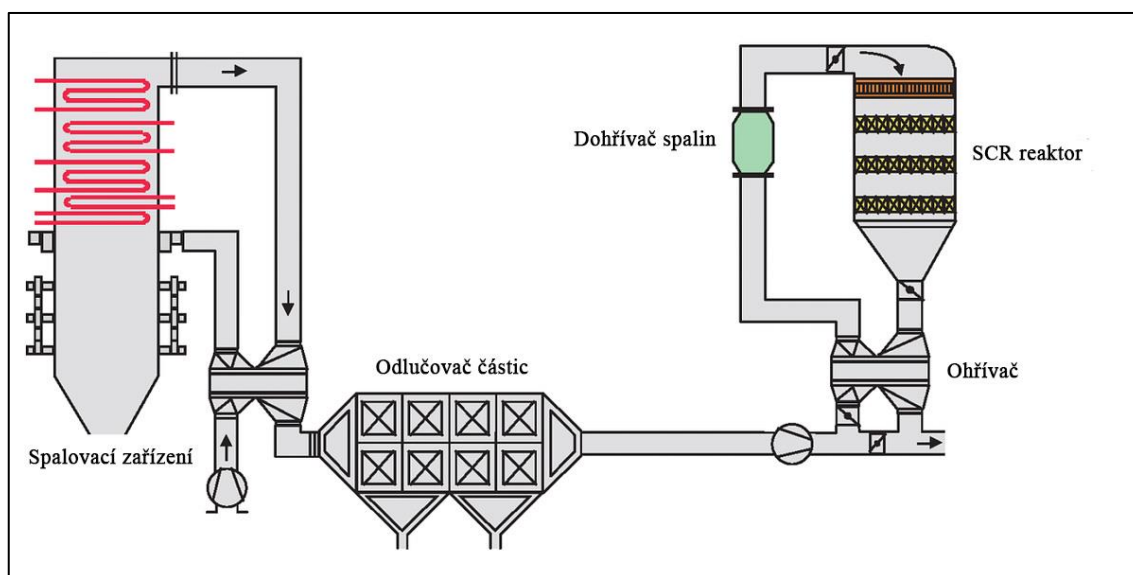 Dohřívač spalin
SCR reaktor
Odlučovač částic
Ohřívač
Spalovací zařízení